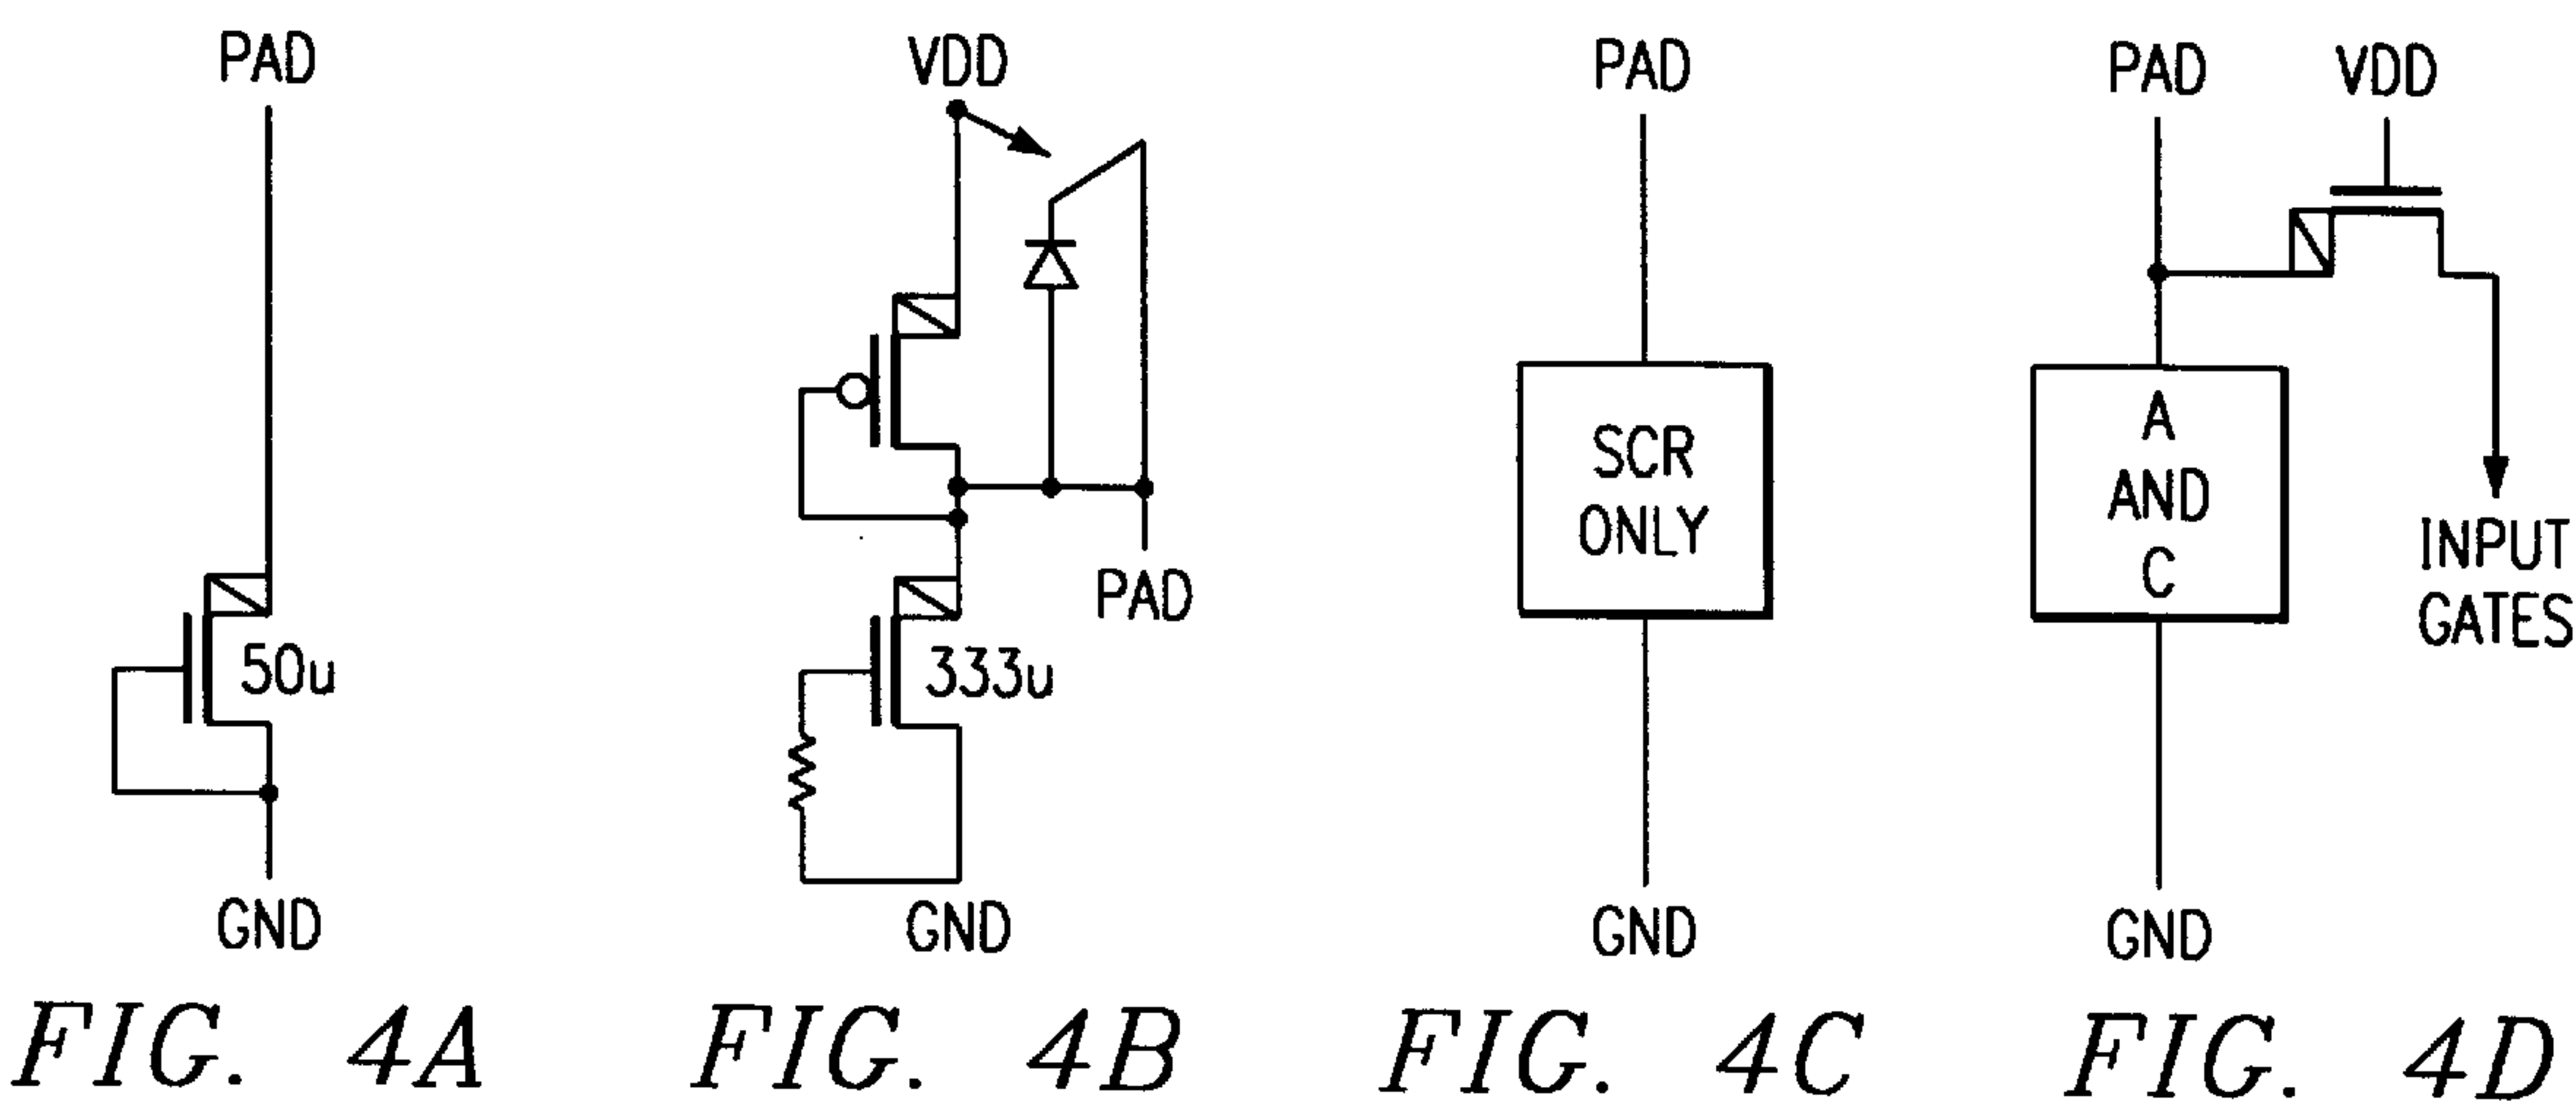 PAD
50u
GND
FIG. 4A
VDD
PAD
333u
GND
FIG. 4B
PAD
SCR
ONLY
GND
FIG. 4C
PAD
VDD
A
AND
C
INPUT
GATES
GND
FIG. 4D